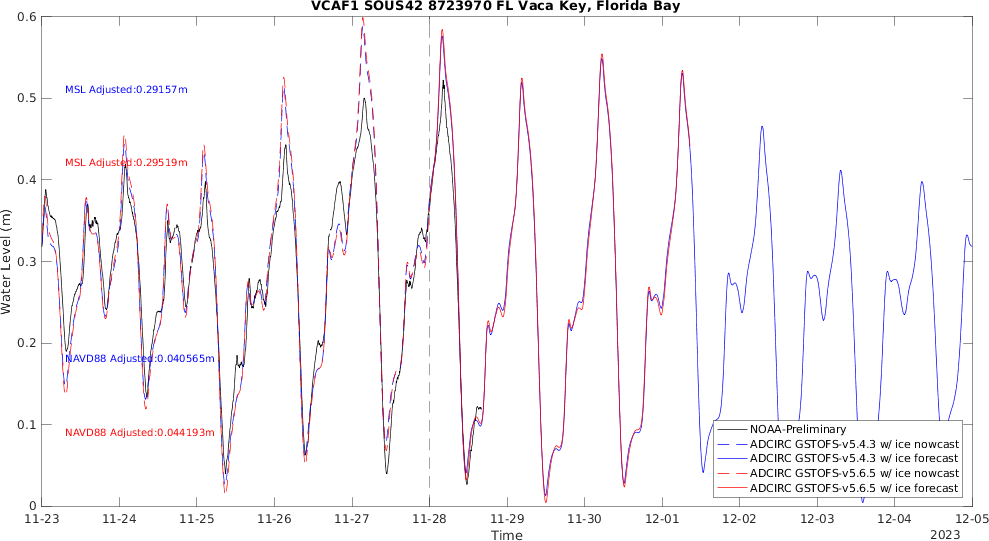 VCAF1 SOUS42 8723970 FL Vaca Key, Florida Bay
0.6
0.5
0.4
0.3
0.2
0.1
0
Water Level (m)
MSL Adjusted:0.29157m
MSL Adjusted:0.29519m
NAVD88 Adjusted:0.040565m
NAVD88 Adjusted:0.044193m
NOAA-Preliminary
ADCIRC GSTOFS-v5.4.3 w/ ice nowcast
ADCIRC GSTOFS-v5.4.3 w/ ice forecast
ADCIRC GSTOFS-v5.6.5 w/ ice nowcast
ADCIRC GSTOFS-v5.6.5 w/ ice forecast
11-23 11-24 11-25 11-26 11-27 11-28 11-29 11-30 12-01 12-02 12-03 12-04 12-05
Time
2023